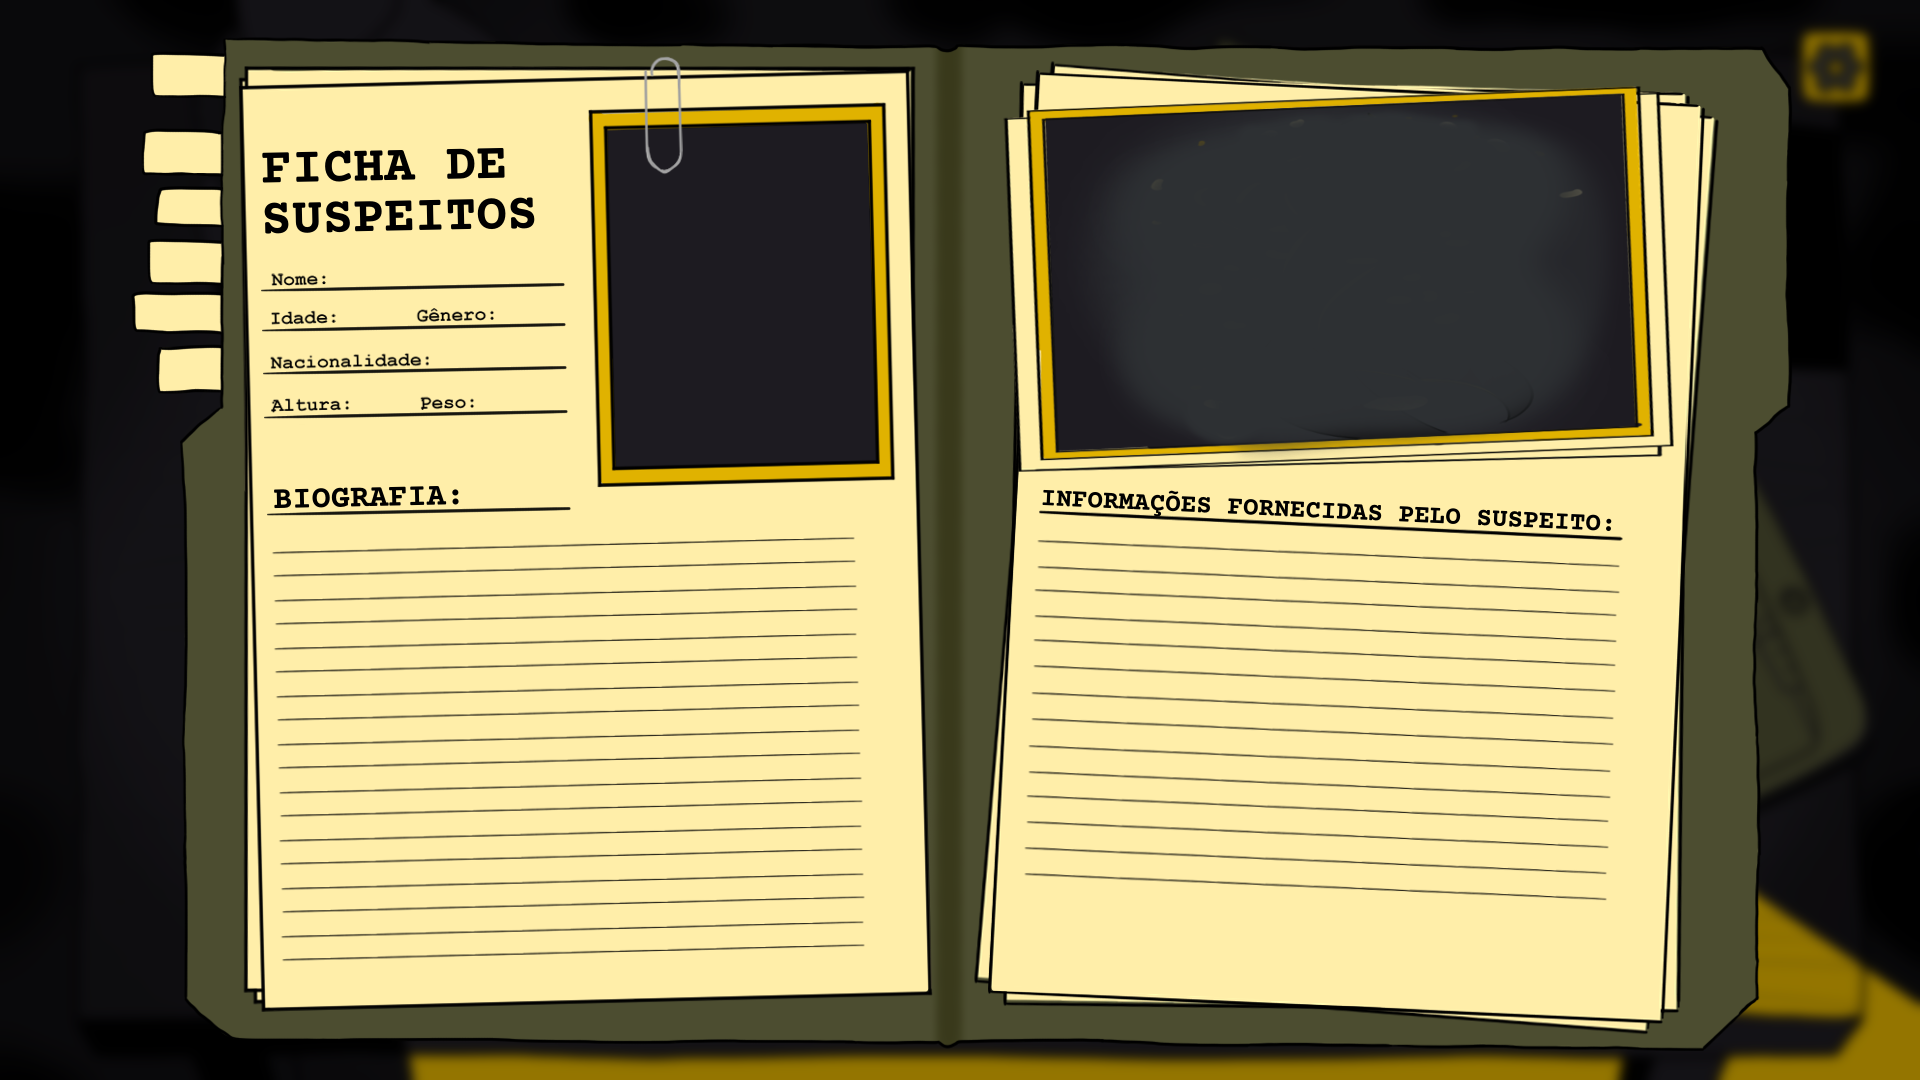 FICHA DE
SUSPEITOS
Nome:
Idade: Gênero:
Nacionalidade:
Altura: Peso:
BIOGRAFIA:
INFORMAÇÕES FORNECIDAS PELO SUSPEITO: